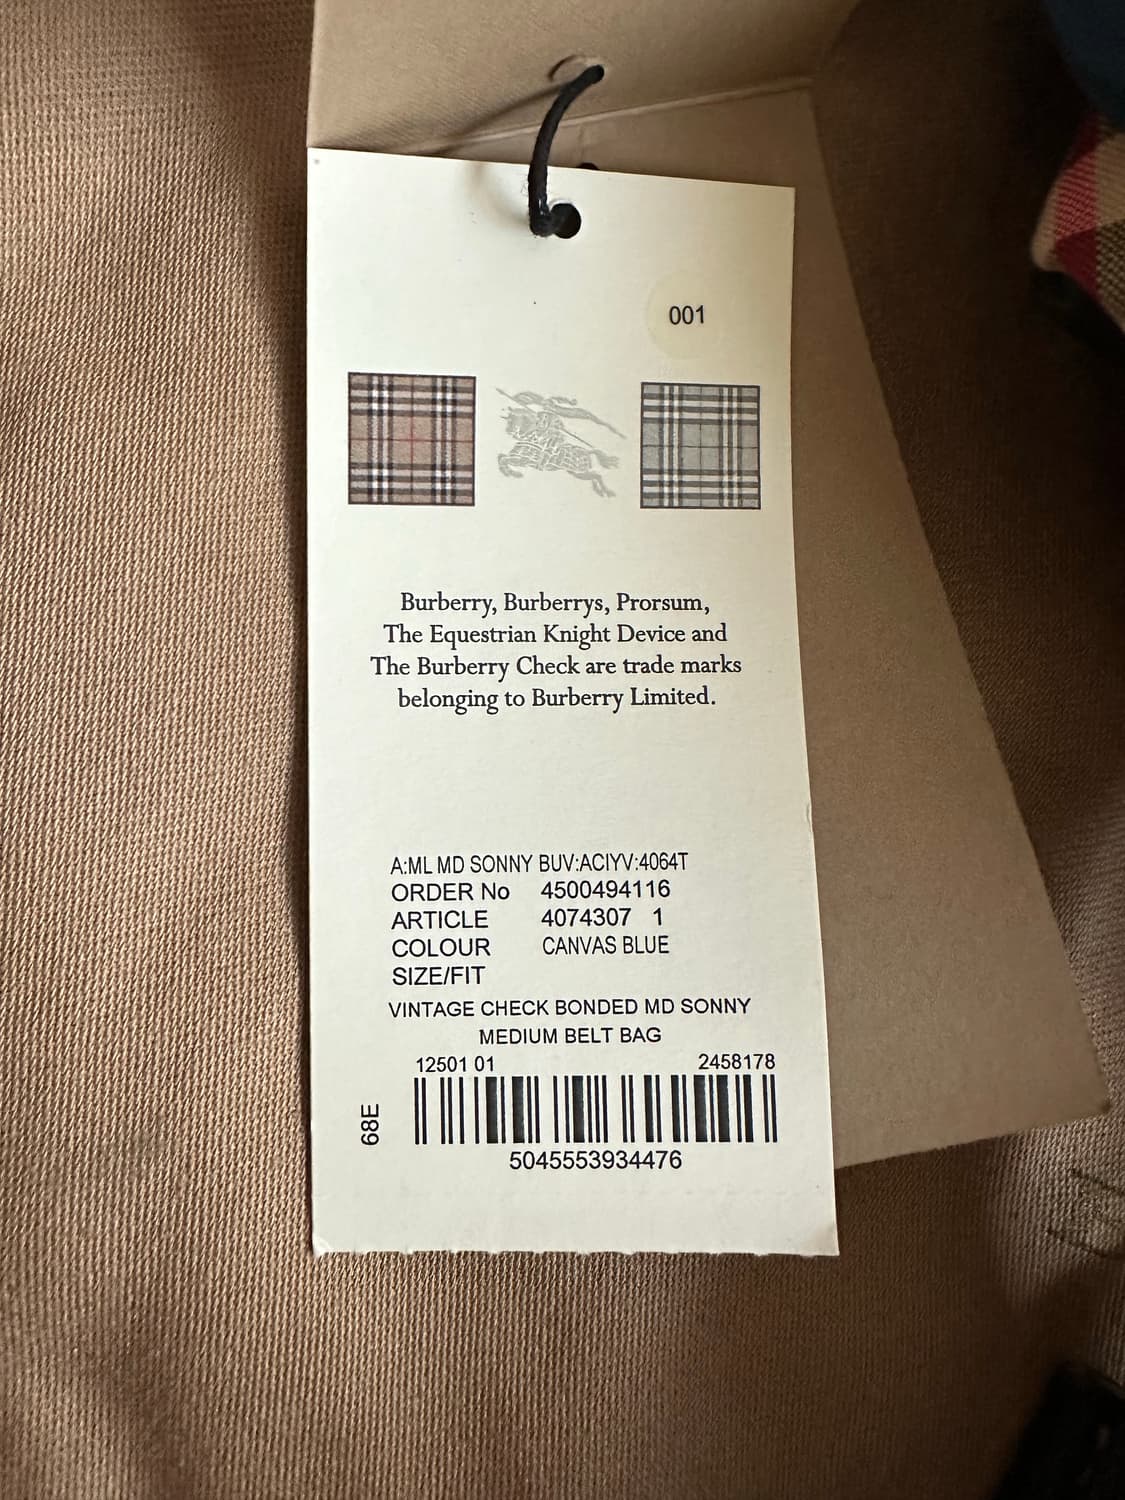 001
Burberry, Burberrys, Prorsum,
The Equestrian Knight Device and
The Burberry Check are trade marks
belonging to Burberry Limited.
A:ML MD SONNY BUV:ACIYV:4064T
ORDER No 4500494116
ARTICLE 4074307 1
COLOUR CANVAS BLUE
SIZE/FIT
VINTAGE CHECK BONDED MD SONNY
MEDIUM BELT BAG
12501 01 2458178
68E
5045553934476